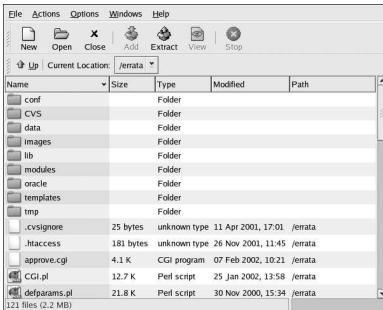 File Actions Options Windows Help
New Open Close Add Extract View Stop
Up Current Location: /errata
Name Size Type Modified Path
conf Folder
CVS Folder
data Folder
images Folder
lib Folder
modules Folder
oracle Folder
templates Folder
tmp Folder
.cvsignore 25 bytes unknown type 11 Apr 2001, 17:01 /errata
.htaccess 181 bytes unknown type 26 Nov 2001, 11:45 /errata
approve.cgi 4.1 K CGI program 07 Feb 2002, 10:21 /errata
CGI.pl 12.7 K Perl script 25 Jan 2002, 13:58 /errata
defparams.pl 21.8 K Perl script 30 Nov 2000, 15:34 /errata
121 files (2.2 MB)